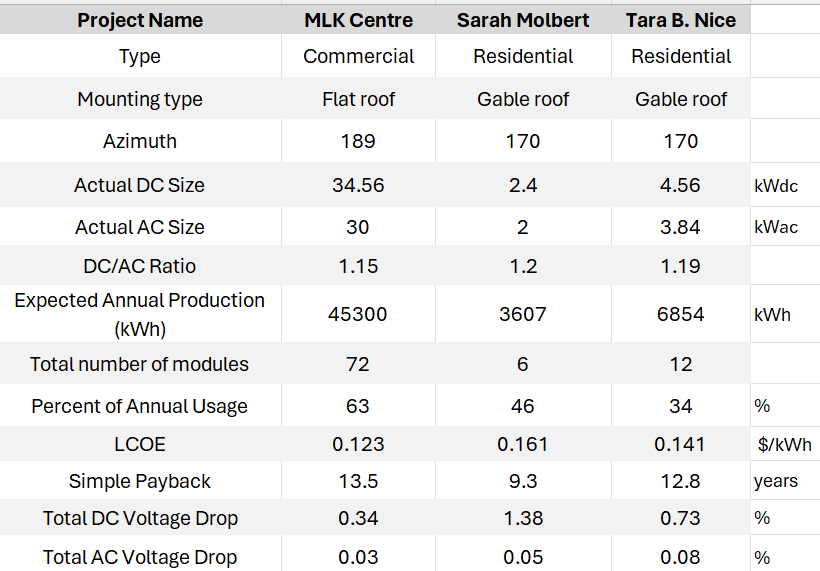 Project Name MLK Centre Sarah Molbert Tara B. Nice
Type Commercial Residential Residential
Mounting type Flat roof Gable roof Gable roof
Azimuth 189 170 170
Actual DC Size 34.56 2.4 4.56 kWdc
Actual AC Size 30 2 3.84 kWac
DC/AC Ratio 1.15 1.2 1.19
Expected Annual Production
(kWh) 45300 3607 6854 kWh
Total number of modules 72 6 12
Percent of Annual Usage 63 46 34 %
LCOE 0.123 0.161 0.141 $/kWh
Simple Payback 13.5 9.3 12.8 years
Total DC Voltage Drop 0.34 1.38 0.73 %
Total AC Voltage Drop 0.03 0.05 0.08 %